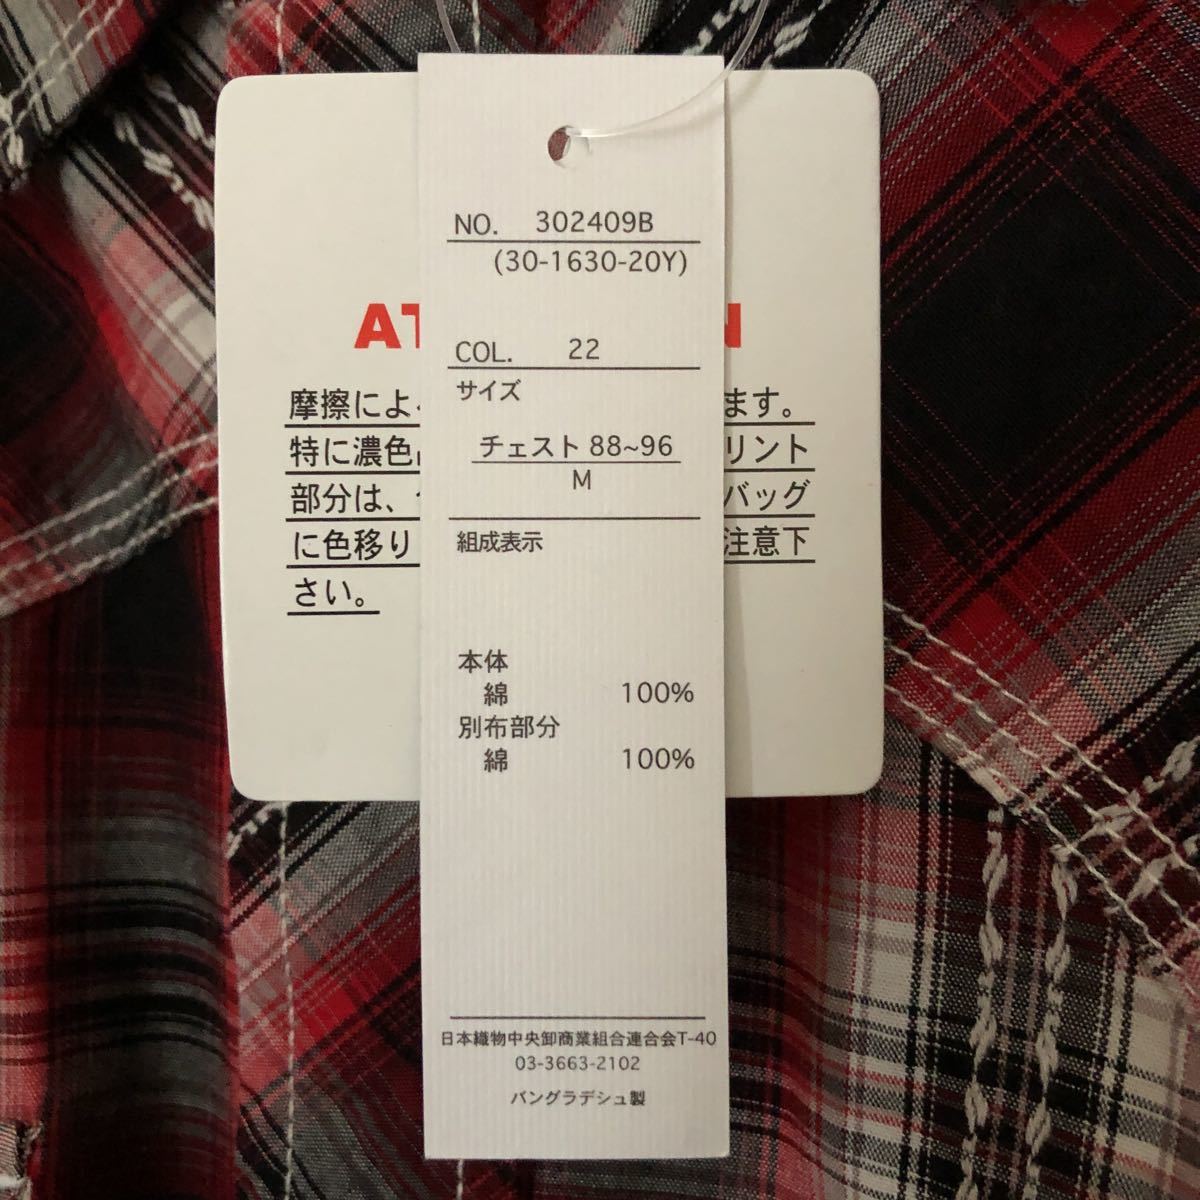 NO. 302409B
(30-1630-20Y)
COL. 22
サイズ
チェスト 88~96
M
組成表示
本体
綿 100%
別布部分
綿 100%
日本織物中央卸商業組合連合会T-40
03-3663-2102
バングラデシュ製
AT N
摩擦によ ます。
特に濃色 リント
部分は、 バッグ
に色移り 注意下
さい。